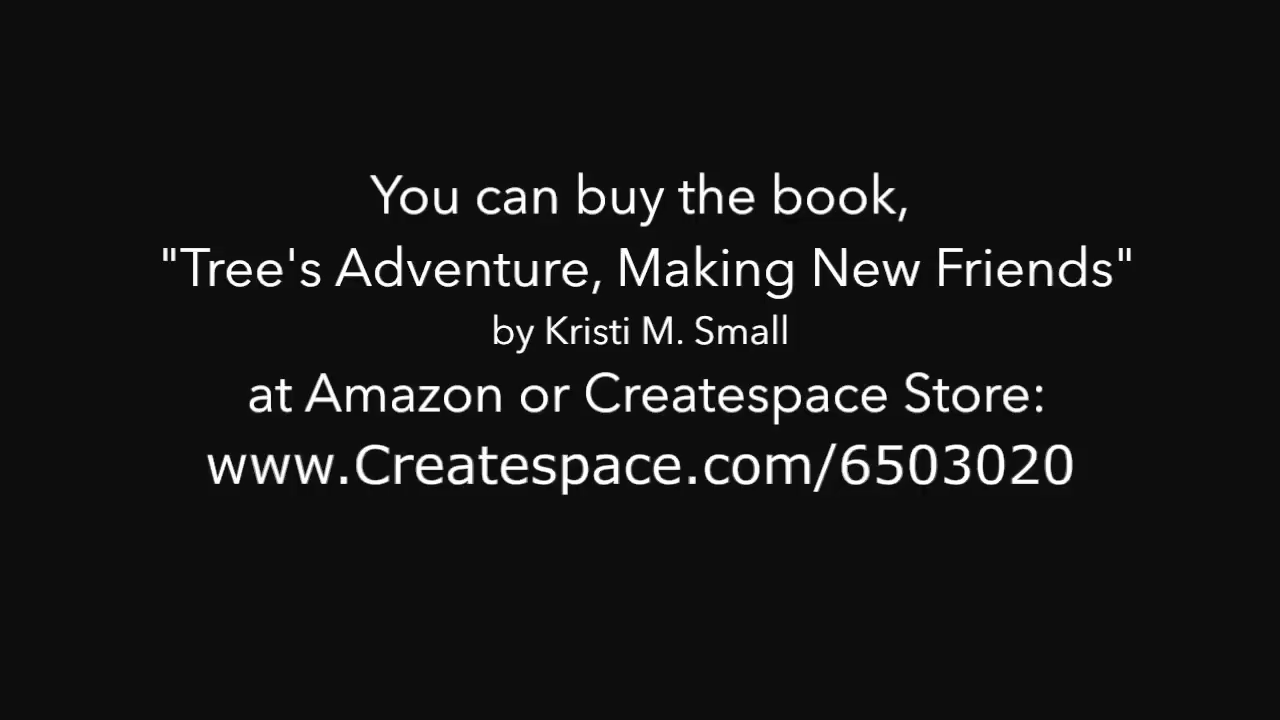 You can buy the book,
"Tree's Adventure, Making New Friends"
by Kristi M. Small
at Amazon or Createspace Store:
www.Createspace.com/6503020